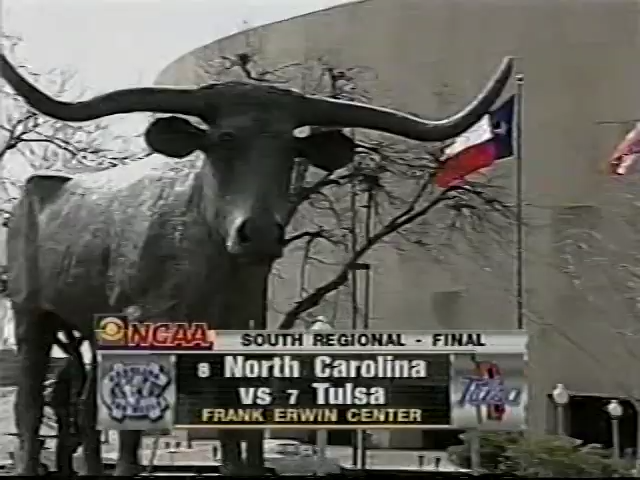 NCAA
SOUTH REGIONAL - FINAL
8 North Carolina
vs 7 Tulsa
FRANK ERWIN CENTER
Tulsa